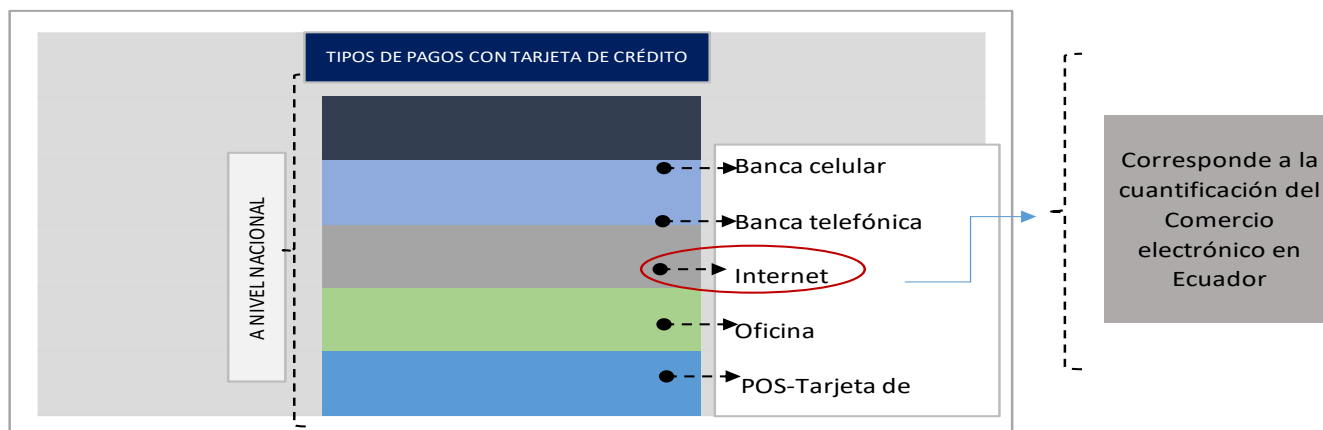 TIPOS DE PAGOS CON TARJETA DE CRÉDITO
A NIVEL NACIONAL
Banca celular
Banca telefónica
Internet
Oficina
POS-Tarjeta de
Corresponde a la
cuantificación del
Comercio
electrónico en
Ecuador